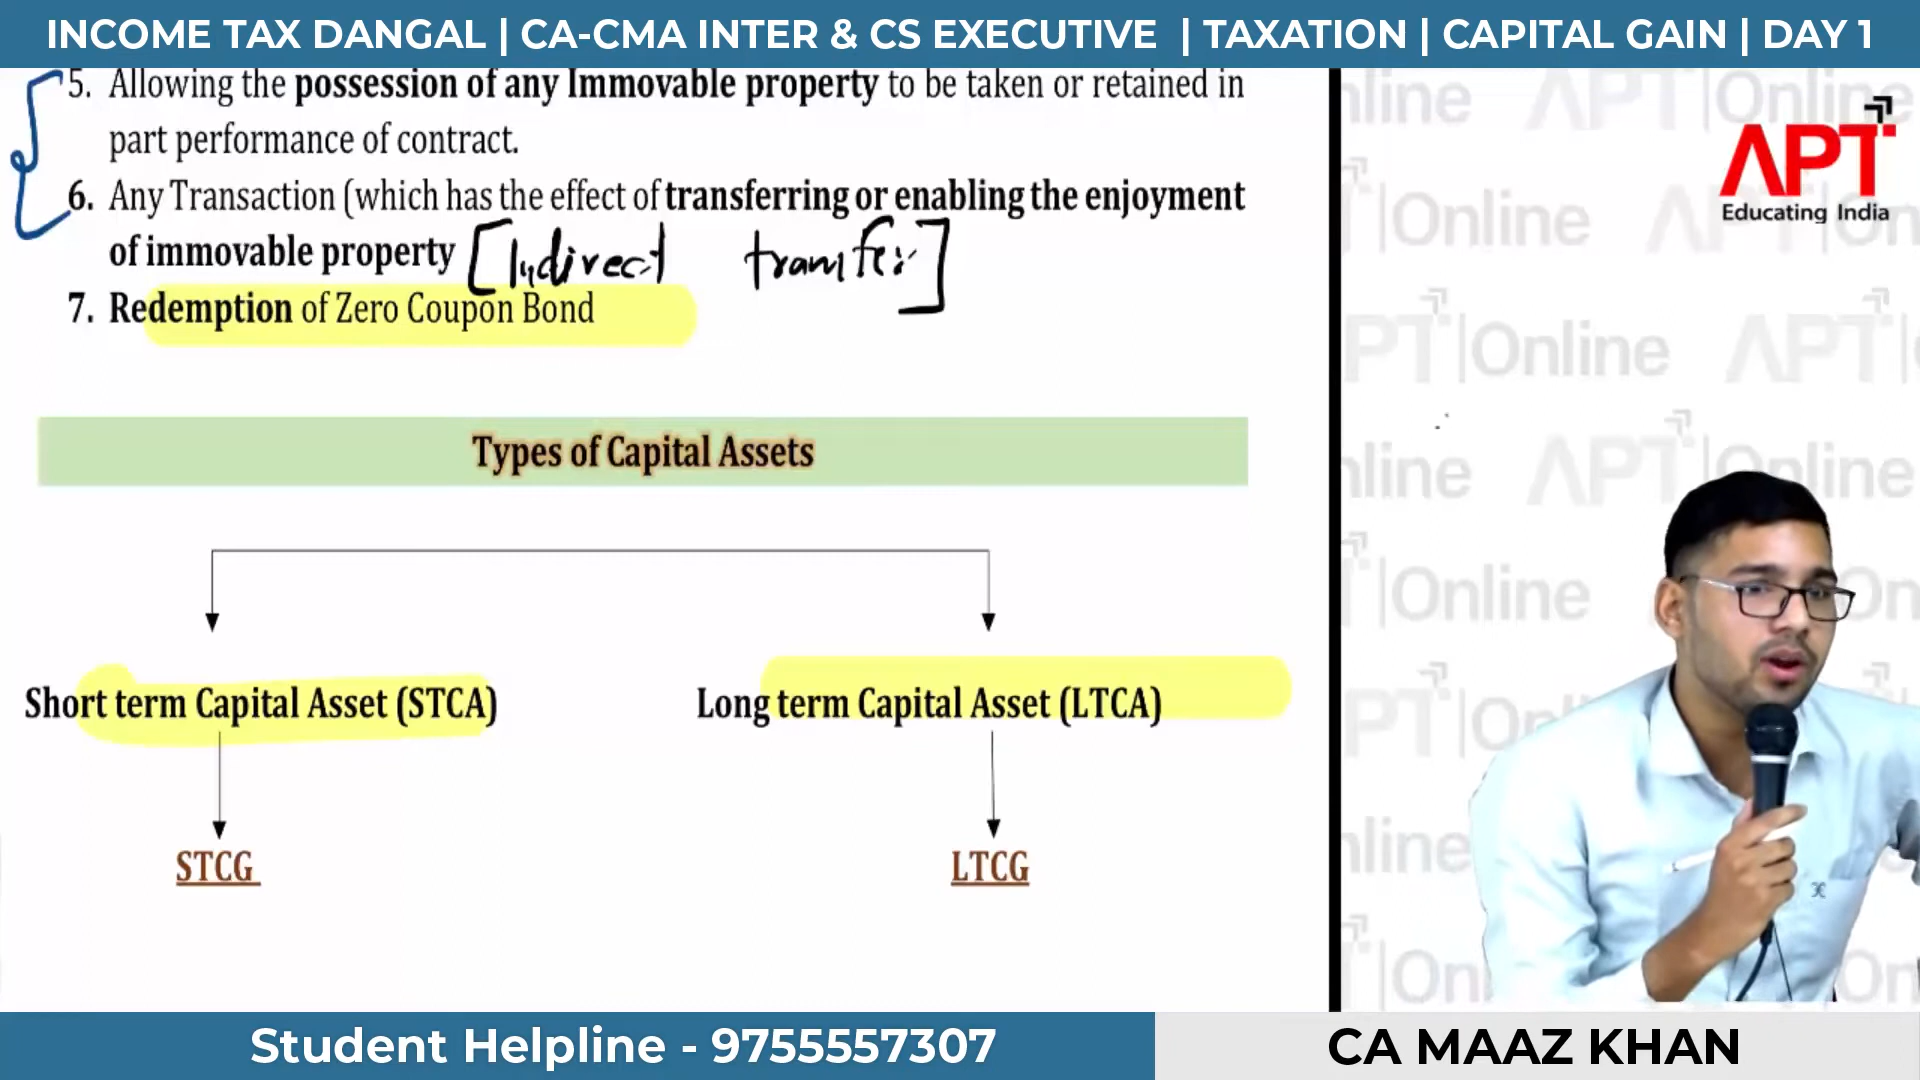 INCOME TAX DANGAL | CA-CMA INTER & CS EXECUTIVE | TAXATION | CAPITAL GAIN | DAY 1
5. Allowing the possession of any Immovable property to be taken or retained in
part performance of contract.
6. Any Transaction (which has the effect of transferring or enabling the enjoyment
of immovable property [Indirect transfer]
7. Redemption of Zero Coupon Bond
Types of Capital Assets
Short term Capital Asset (STCA)
Long term Capital Asset (LTCA)
STCG
LTCG
APT
Educating India
Student Helpline - 9755557307
CA MAAZ KHAN